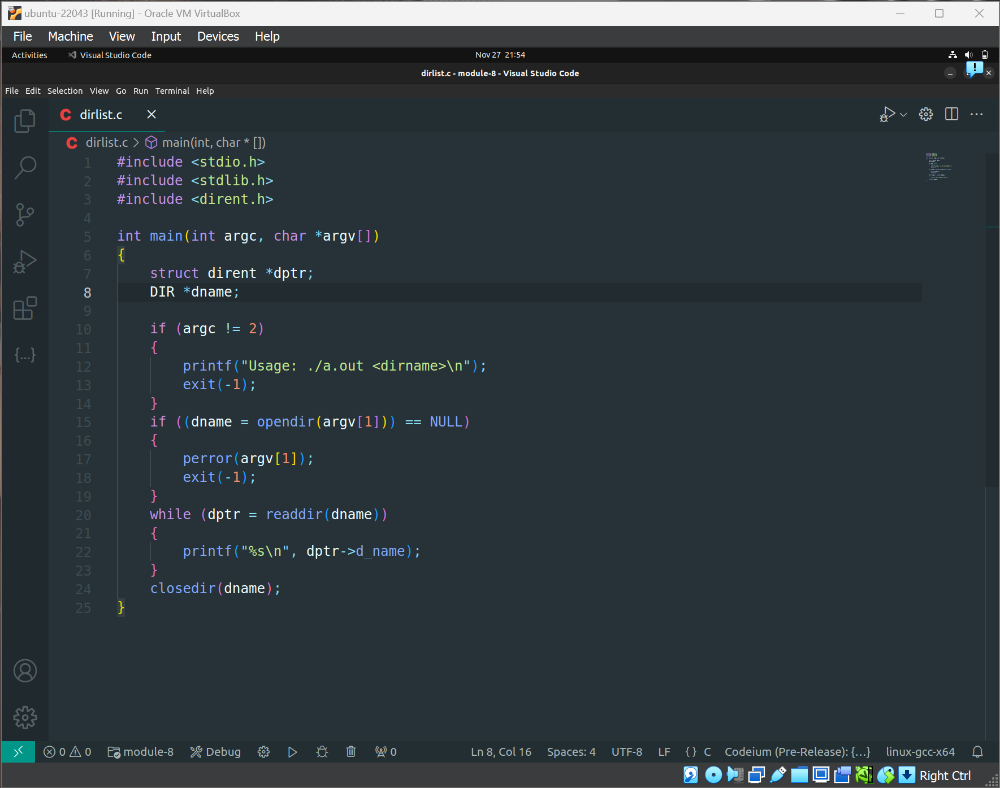 ubuntu-22043 [Running] - Oracle VM VirtualBox
File Machine View Input Devices Help
Activities Visual Studio Code Nov 27 21:54
dirlist.c - module-8 - Visual Studio Code
File Edit Selection View Go Run Terminal Help
C dirlist.c
C dirlist.c > main(int, char * [])
1 #include <stdio.h>
2 #include <stdlib.h>
3 #include <dirent.h>
4
5 int main(int argc, char *argv[])
6 {
7     struct dirent *dptr;
8     DIR *dname;
9
10     if (argc != 2)
11     {
12         printf("Usage: ./a.out <dirname>\n");
13         exit(-1);
14     }
15     if ((dname = opendir(argv[1])) == NULL)
16     {
17         perror(argv[1]);
18         exit(-1);
19     }
20     while (dptr = readdir(dname))
21     {
22         printf("%s\n", dptr->d_name);
23     }
24     closedir(dname);
25 }
0 0 module-8 Debug 0 Ln 8, Col 16 Spaces: 4 UTF-8 LF {} C Codeium (Pre-Release): {...} linux-gcc-x64
Right Ctrl